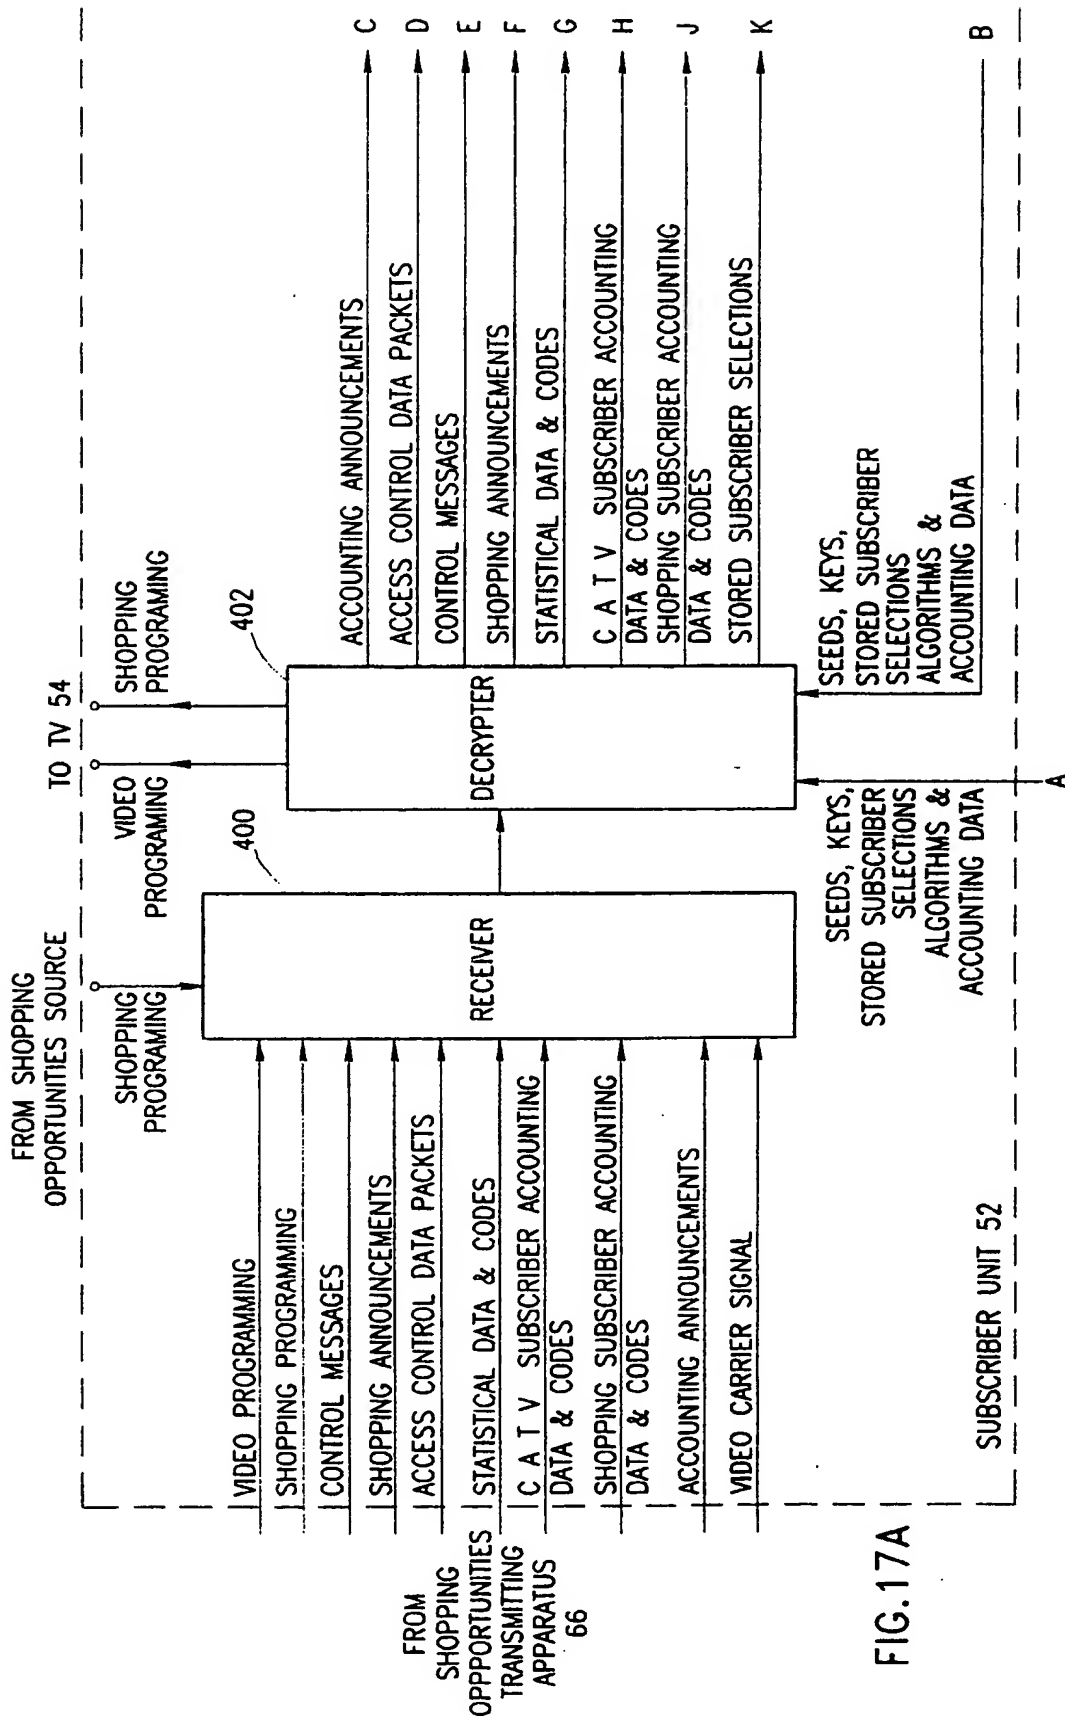 FROM SHOPPING
OPPORTUNITIES SOURCE
SHOPPING
PROGRAMING
TO TV 54
VIDEO
PROGRAMING
SHOPPING
PROGRAMING
400
402
VIDEO PROGRAMMING
SHOPPING PROGRAMMING
CONTROL MESSAGES
SHOPPING ANNOUNCEMENTS
ACCESS CONTROL DATA PACKETS
STATISTICAL DATA & CODES
C A T V SUBSCRIBER ACCOUNTING
DATA & CODES
SHOPPING SUBSCRIBER ACCOUNTING
DATA & CODES
ACCOUNTING ANNOUNCEMENTS
VIDEO CARRIER SIGNAL
FROM
SHOPPING
OPPPORTUNITIES
TRANSMITTING
APPARATUS
66
RECEIVER
DECRYPTER
ACCOUNTING ANNOUNCEMENTS
C
ACCESS CONTROL DATA PACKETS
D
CONTROL MESSAGES
E
SHOPPING ANNOUNCEMENTS
F
STATISTICAL DATA & CODES
G
C A T V SUBSCRIBER ACCOUNTING
DATA & CODES
H
SHOPPING SUBSCRIBER ACCOUNTING
DATA & CODES
J
STORED SUBSCRIBER SELECTIONS
K
SEEDS, KEYS,
STORED SUBSCRIBER
SELECTIONS
ALGORITHMS &
ACCOUNTING DATA
A
SEEDS, KEYS,
STORED SUBSCRIBER
SELECTIONS
ALGORITHMS &
ACCOUNTING DATA
B
SUBSCRIBER UNIT 52
FIG.17A